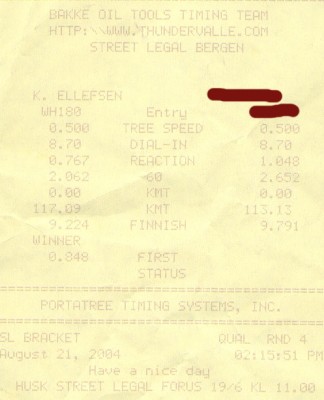 BAKKE OIL TOOLS TIMING TEAM
HTTP:\\WWW.THUNDERVALLE.COM
STREET LEGAL BERGEN
K. ELLEFSEN
WH180 Entry
0.500 TREE SPEED 0.500
8.70 DIAL-IN 8.70
0.767 REACTION 1.048
2.062 60 2.652
0.00 KMT 0.00
117.09 KMT 113.13
9.224 FINNISH 9.791
WINNER
0.848 FIRST
STATUS
PORTATREE TIMING SYSTEMS, INC.
SL BRACKET QUAL RND 4
August 21, 2004 02:15:51 PM
Have a nice day
. HUSK STREET LEGAL FORUS 19/6 KL 11.00